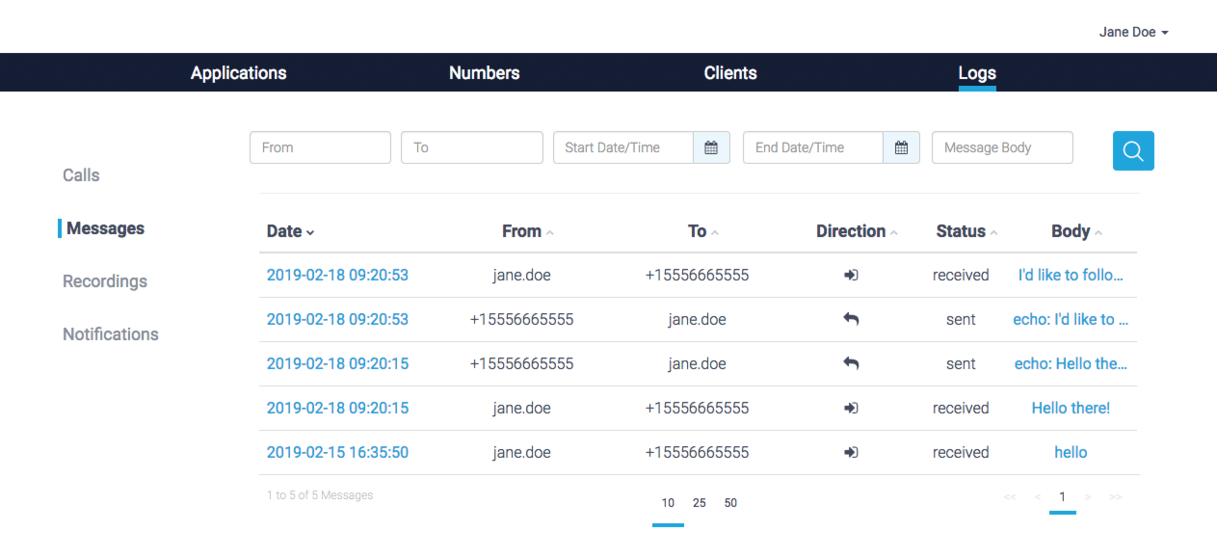 Jane Doe
Applications Numbers Clients Logs
From To Start Date/Time End Date/Time Message Body
Calls
Messages
Recordings
Notifications
Date From To Direction Status Body
2019-02-18 09:20:53 jane.doe +15556665555 received I'd like to follo...
2019-02-18 09:20:53 +15556665555 jane.doe sent echo: I'd like to ...
2019-02-18 09:20:15 +15556665555 jane.doe sent echo: Hello the...
2019-02-18 09:20:15 jane.doe +15556665555 received Hello there!
2019-02-15 16:35:50 jane.doe +15556665555 received hello
1 to 5 of 5 Messages 10 25 50 << < 1 > >>